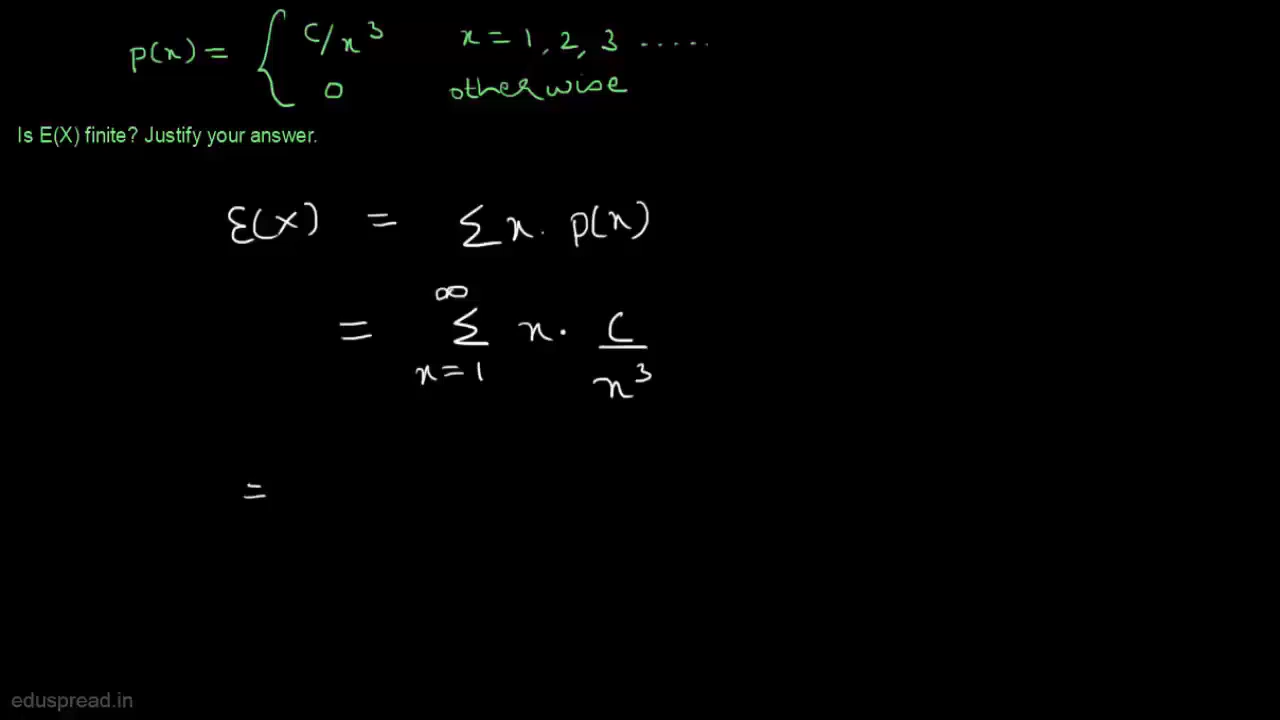 p(x) = { c/x³ x = 1, 2, 3 .....
0 otherwise
Is E(X) finite? Justify your answer.
E(X) = Σ x. p(x)
= ∞ Σ x=1 x · c/x³
=
eduspread.in